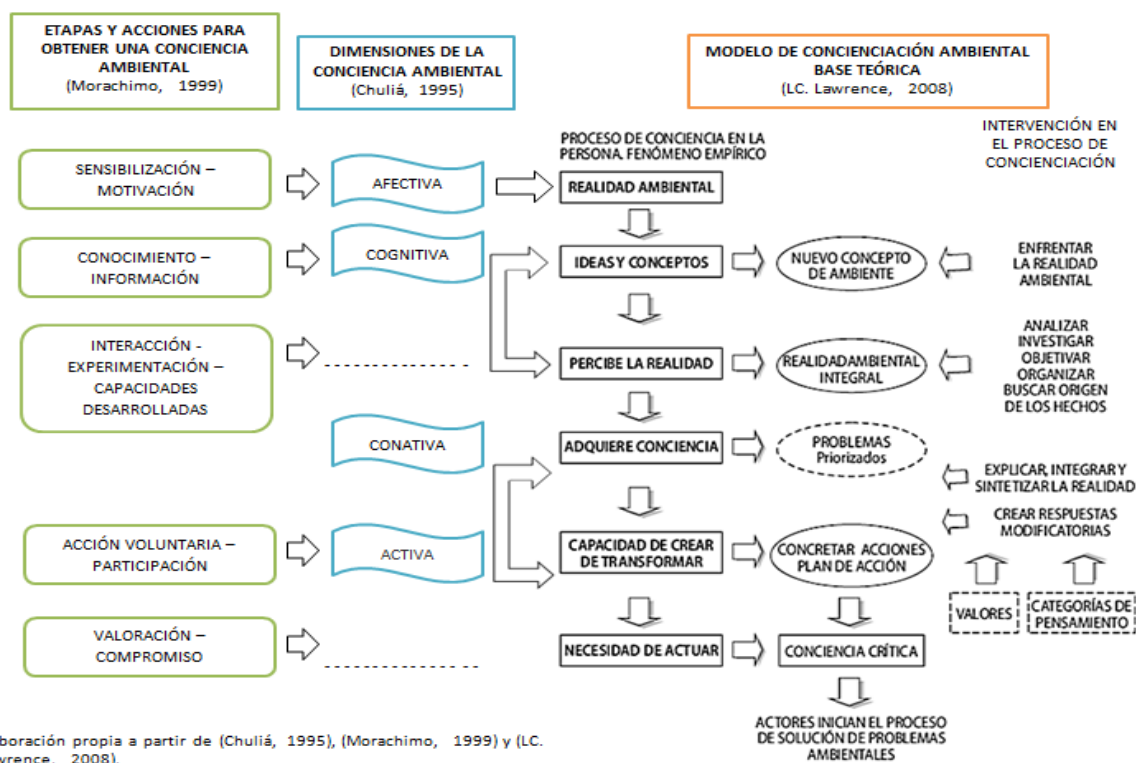 ETAPAS Y ACCIONES PARA
OBTENER UNA CONCIENCIA
AMBIENTAL
(Morachimo, 1999)
DIMENSIONES DE LA
CONCIENCIA AMBIENTAL
(Chuliá, 1995)
MODELO DE CONCIENCIACIÓN AMBIENTAL
BASE TEÓRICA
(LC. Lawrence, 2008)
INTERVENCIÓN EN
EL PROCESO DE
CONCIENCIACIÓN
PROCESO DE CONCIENCIA EN LA
PERSONA. FENÓMENO EMPÍRICO
SENSIBILIZACIÓN –
MOTIVACIÓN
AFECTIVA
REALIDAD AMBIENTAL
CONOCIMIENTO –
INFORMACIÓN
COGNITIVA
IDEAS Y CONCEPTOS
NUEVO CONCEPTO
DE AMBIENTE
ENFRENTAR
LA REALIDAD
AMBIENTAL
INTERACCIÓN -
EXPERIMENTACIÓN –
CAPACIDADES
DESARROLLADAS
PERCIBE LA REALIDAD
REALIDADAMBIENTAL
INTEGRAL
ANALIZAR
INVESTIGAR
OBJETIVAR
ORGANIZAR
BUSCAR ORIGEN
DE LOS HECHOS
CONATIVA
ADQUIERE CONCIENCIA
PROBLEMAS
Priorizados
EXPLICAR, INTEGRAR Y
SINTETIZAR LA REALIDAD
CREAR RESPUESTAS
MODIFICATORIAS
ACCIÓN VOLUNTARIA –
PARTICIPACIÓN
ACTIVA
CAPACIDAD DE CREAR
DE TRANSFORMAR
CONCRETAR ACCIONES
PLAN DE ACCIÓN
VALORES
CATEGORÍAS DE
PENSAMIENTO
VALORACIÓN –
COMPROMISO
NECESIDAD DE ACTUAR
CONCIENCIA CRÍTICA
ACTORES INICIAN EL PROCESO
DE SOLUCIÓN DE PROBLEMAS
AMBIENTALES
boración propia a partir de (Chuliá, 1995), (Morachimo, 1999) y (LC.
wrence, 2008).